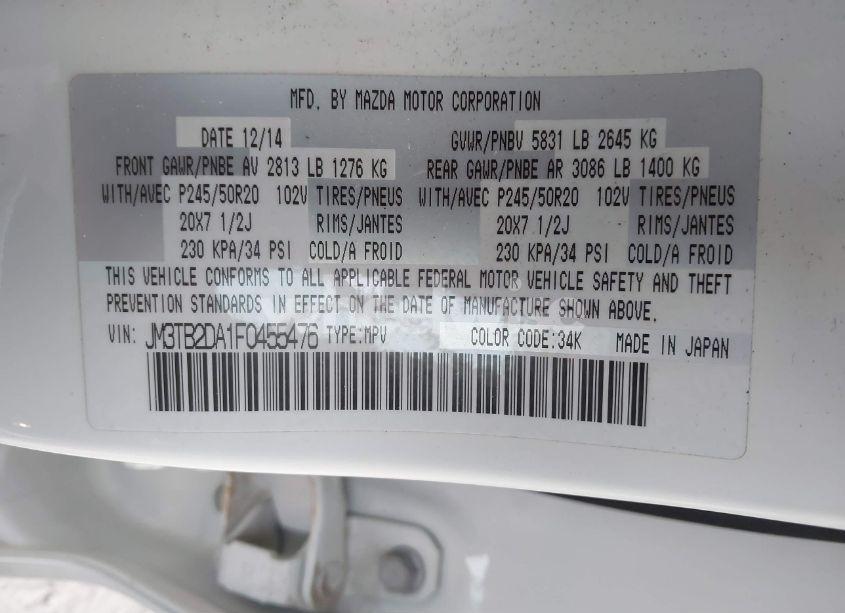 MFD. BY MAZDA MOTOR CORPORATION
DATE 12/14 GVWR/PNBV 5831 LB 2645 KG
FRONT GAWR/PNBE AV 2813 LB 1276 KG REAR GAWR/PNBE AR 3086 LB 1400 KG
WITH/AVEC P245/50R20 102V TIRES/PNEUS WITH/AVEC P245/50R20 102V TIRES/PNEUS
20X7 1/2J RIMS/JANTES 20X7 1/2J RIMS/JANTES
230 KPA/34 PSI COLD/A FROID 230 KPA/34 PSI COLD/A FROID
THIS VEHICLE CONFORMS TO ALL APPLICABLE FEDERAL MOTOR VEHICLE SAFETY AND THEFT
PREVENTION STANDARDS IN EFFECT ON THE DATE OF MANUFACTURE SHOWN ABOVE.
VIN: JM3TB2DA1F0455476 TYPE:MPV COLOR CODE:34K MADE IN JAPAN